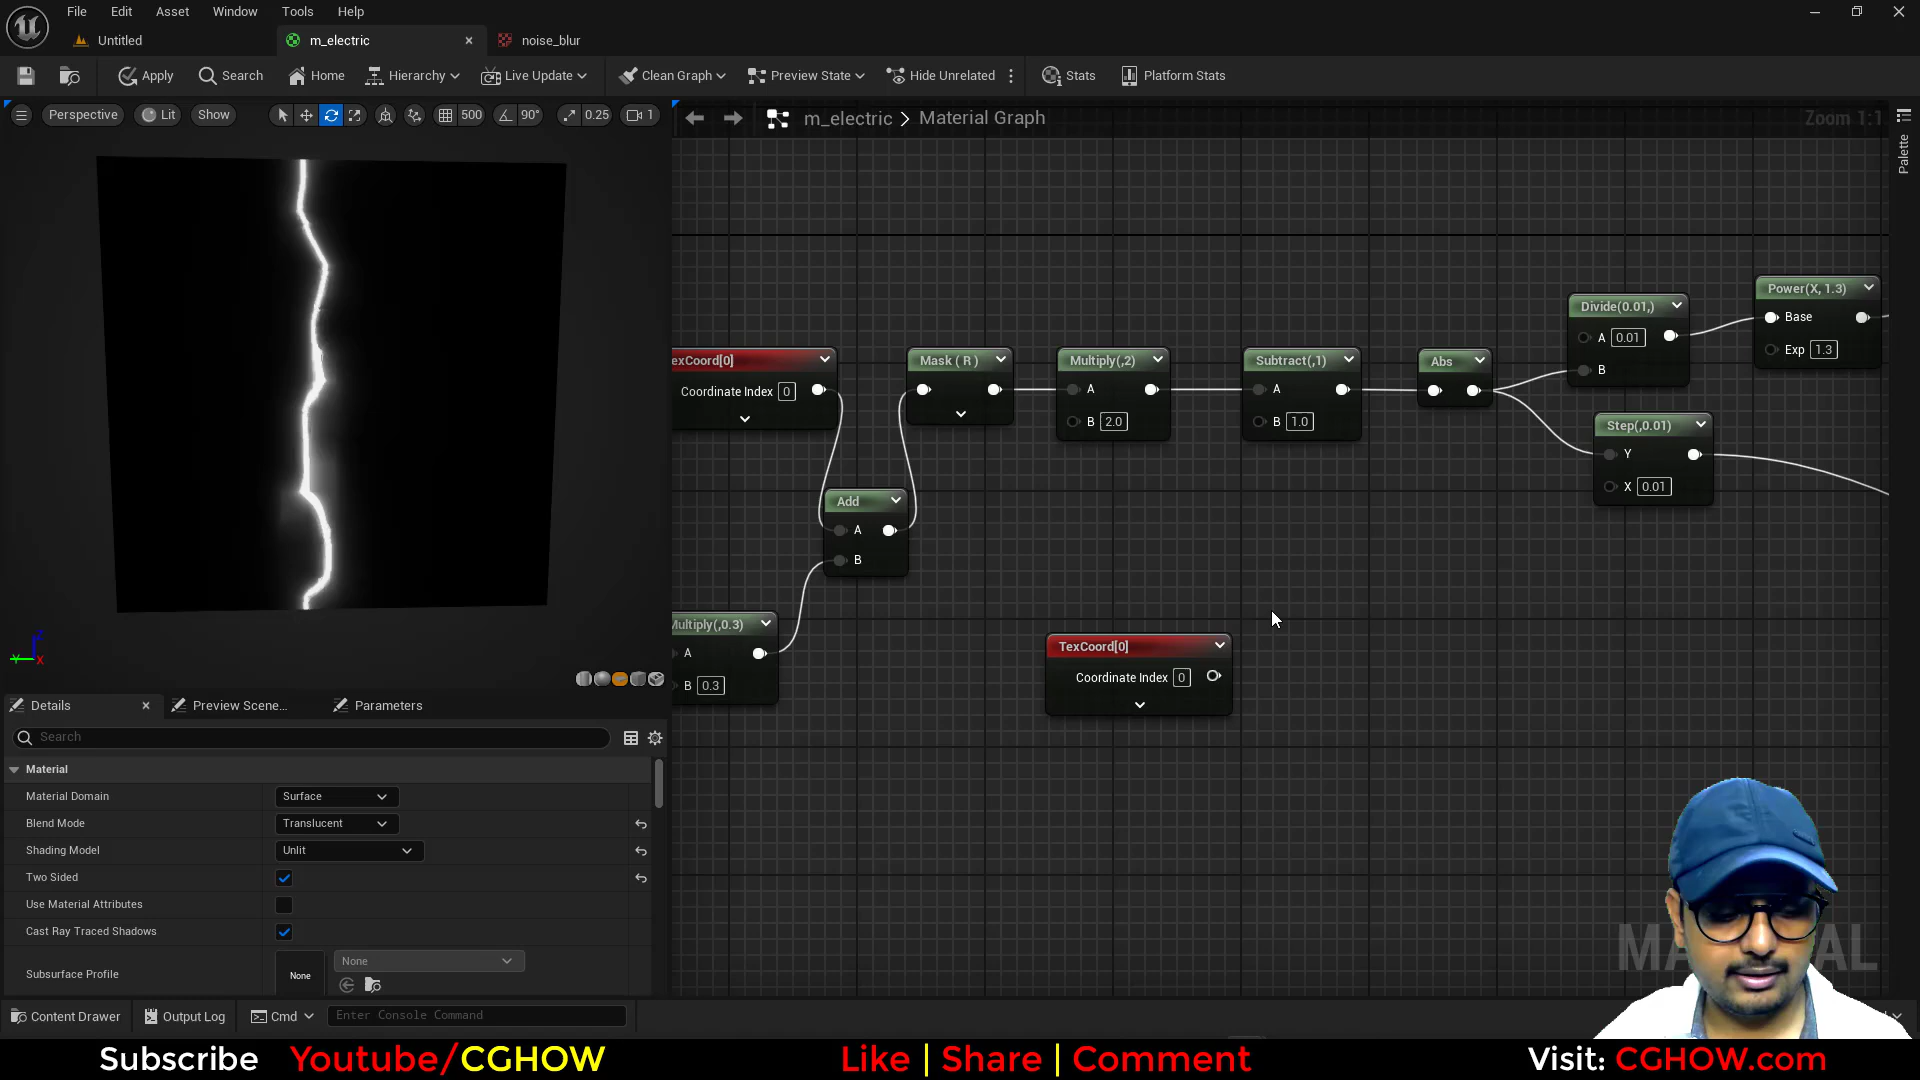 File Edit Asset Window Tools Help
Untitled m_electric noise_blur
Apply Search Home Hierarchy Live Update Clean Graph Preview State Hide Unrelated Stats Platform Stats
Perspective Lit Show 500 90° 0.25 1
m_electric > Material Graph
Zoom 1:1
Palette
Divide(0.01,)
A 0.01
B
Power(X, 1.3)
Base
Exp 1.3
exCoord[0]
Coordinate Index 0
Mask ( R )
Multiply(,2)
A
B 2.0
Subtract(,1)
A
B 1.0
Abs
Step(,0.01)
Y
X 0.01
Add
A
B
Multiply(,0.3)
A
B 0.3
TexCoord[0]
Coordinate Index 0
Z
Y
X
Details Preview Scene... Parameters
Search
Material
Material Domain Surface
Blend Mode Translucent
Shading Model Unlit
Two Sided
Use Material Attributes
Cast Ray Traced Shadows
Subsurface Profile None None
Content Drawer Output Log Cmd Enter Console Command
Subscribe Youtube/CGHOW Like | Share | Comment Visit: CGHOW.com